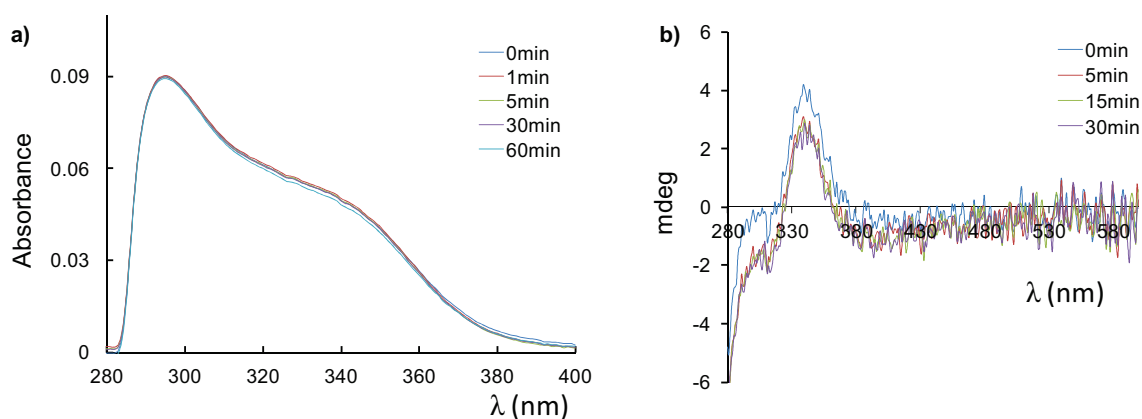 a)
Absorbance
0.09
0.06
0.03
0
280 300 320 340 360 380 400
λ (nm)
0min
1min
5min
30min
60min
b)
mdeg
6
4
2
0
-2
-4
-6
280 330 380 430 480 530 580
λ (nm)
0min
5min
15min
30min